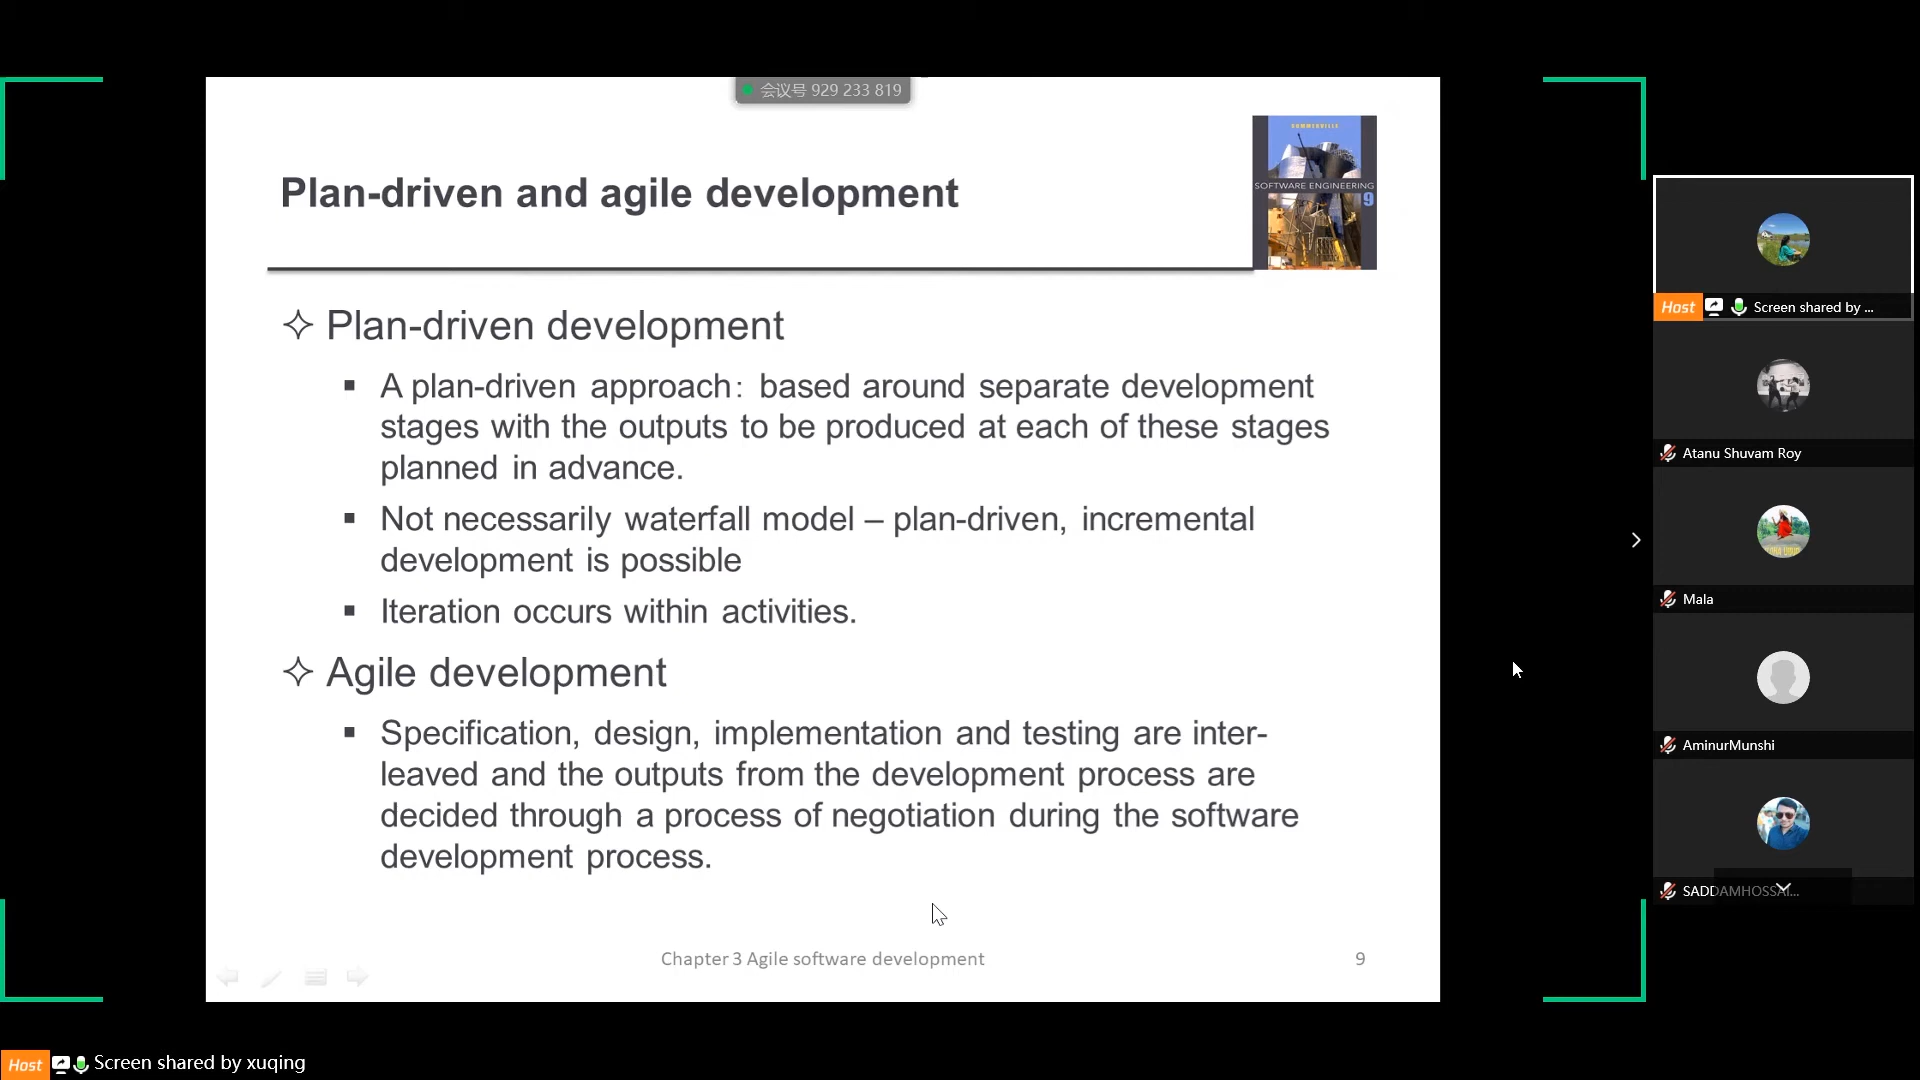 会议号 929 233 819
SOMMERVILLE
SOFTWARE ENGINEERING
9
Plan-driven and agile development
Plan-driven development
A plan-driven approach: based around separate development
stages with the outputs to be produced at each of these stages
planned in advance.
Not necessarily waterfall model – plan-driven, incremental
development is possible
Iteration occurs within activities.
Agile development
Specification, design, implementation and testing are inter-
leaved and the outputs from the development process are
decided through a process of negotiation during the software
development process.
Chapter 3 Agile software development
9
Host Screen shared by ...
Atanu Shuvam Roy
Mala
AminurMunshi
SADDAMHOSSAI...
Host Screen shared by xuqing